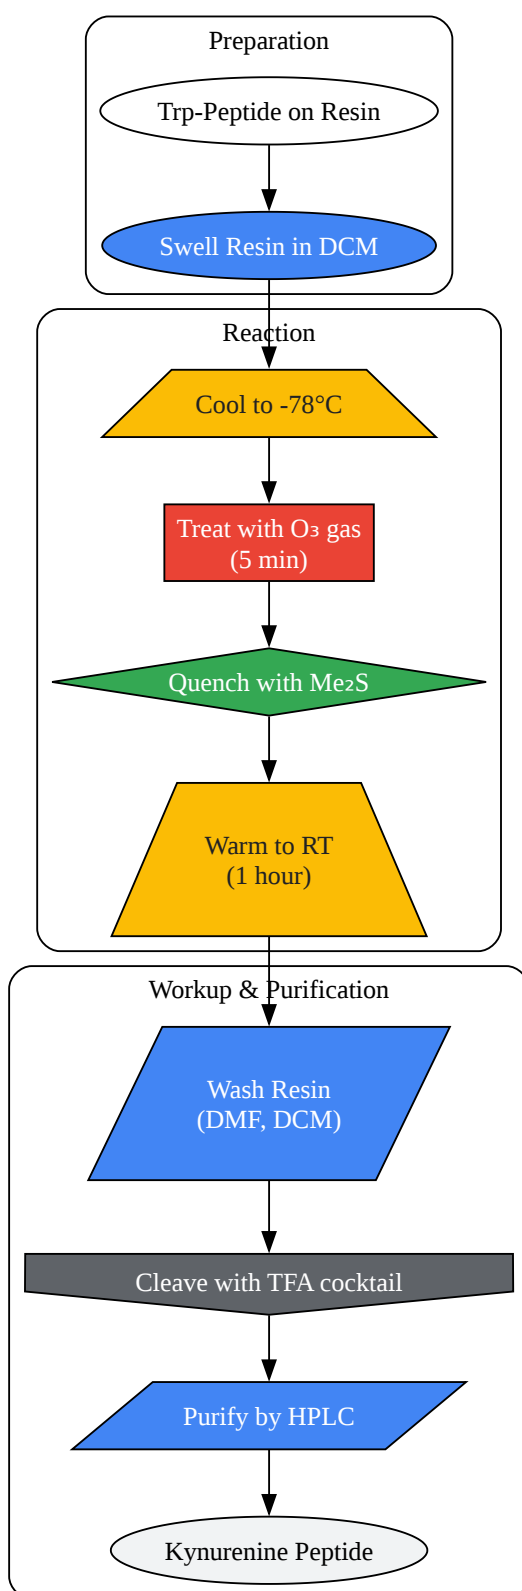 Preparation
Trp-Peptide on Resin
Swell Resin in DCM
Reaction
Cool to -78°C
Treat with O₃ gas
(5 min)
Quench with Me₂S
Warm to RT
(1 hour)
Workup & Purification
Wash Resin
(DMF, DCM)
Cleave with TFA cocktail
Purify by HPLC
Kynurenine Peptide